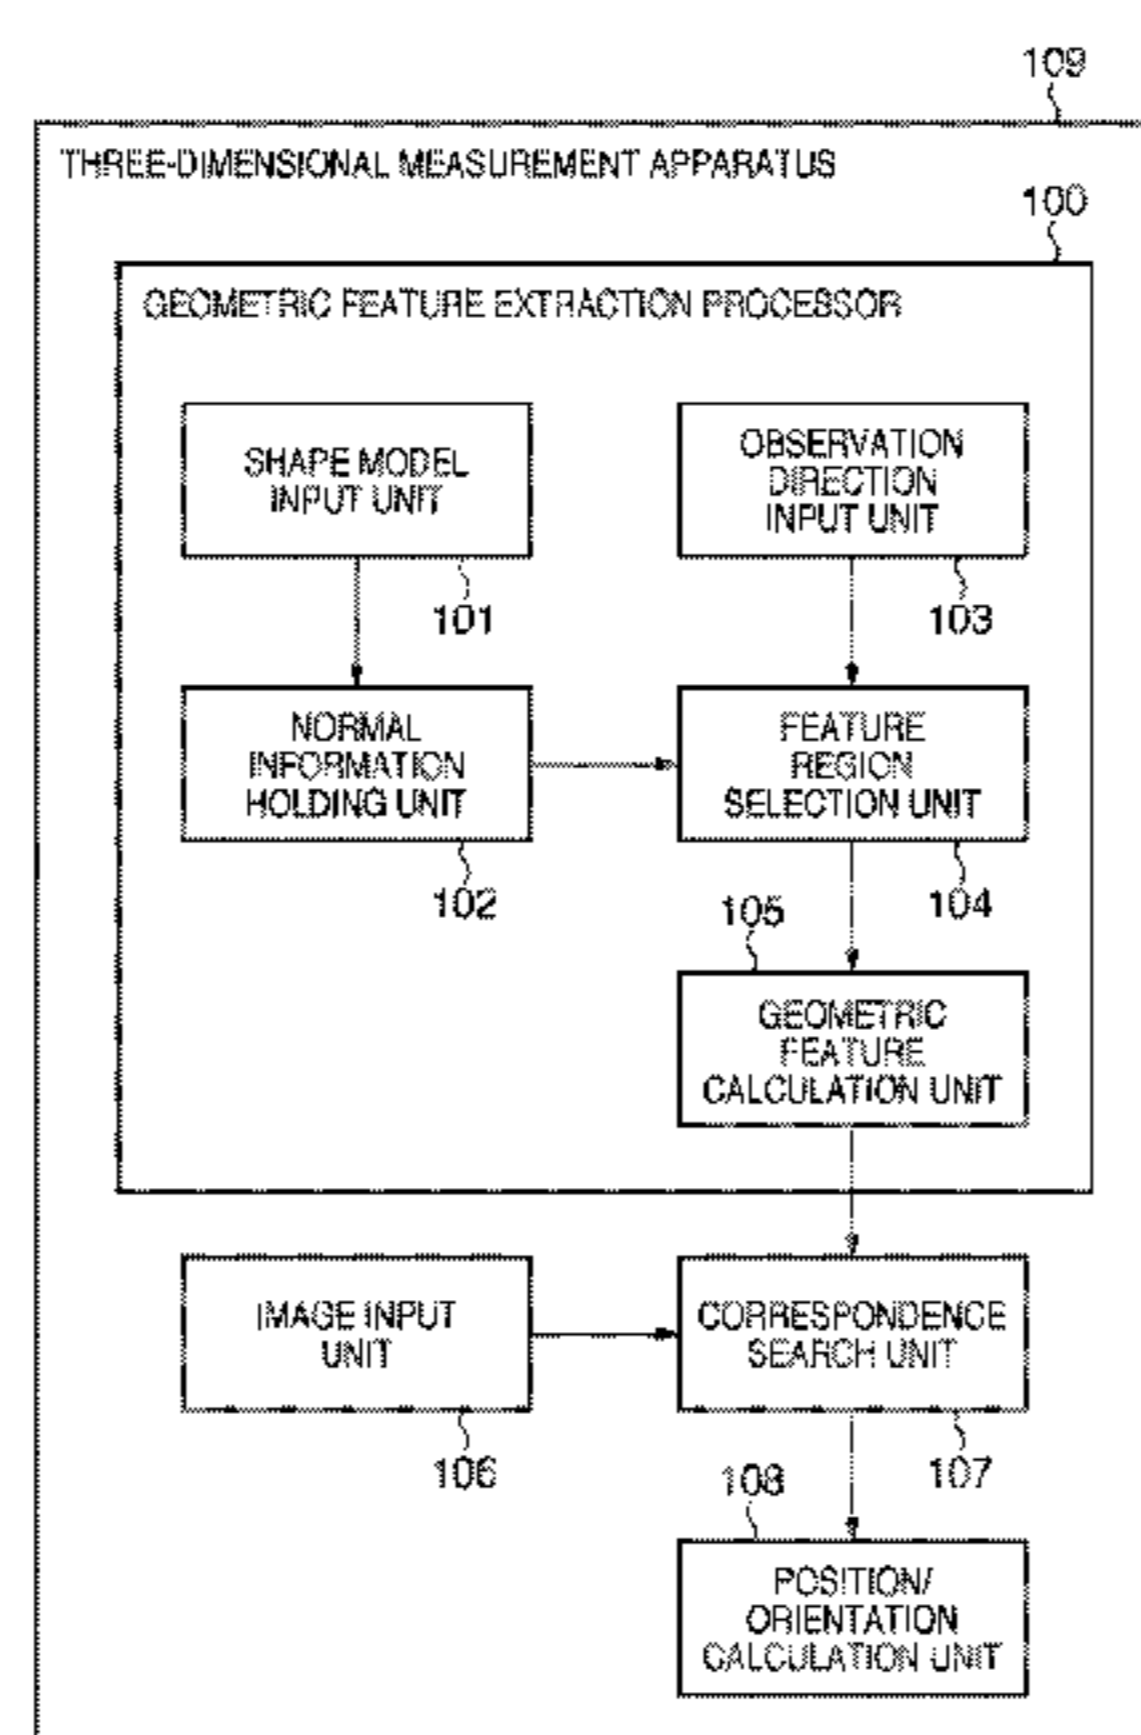 109
THREE-DIMENSIONAL MEASUREMENT APPARATUS
100
GEOMETRIC FEATURE EXTRACTION PROCESSOR
SHAPE MODEL
INPUT UNIT
101
OBSERVATION
DIRECTION
INPUT UNIT
103
NORMAL
INFORMATION
HOLDING UNIT
102
FEATURE
REGION
SELECTION UNIT
104
105
GEOMETRIC
FEATURE
CALCULATION UNIT
IMAGE INPUT
UNIT
106
CORRESPONDENCE
SEARCH UNIT
107
108
POSITION/
ORIENTATION
CALCULATION UNIT